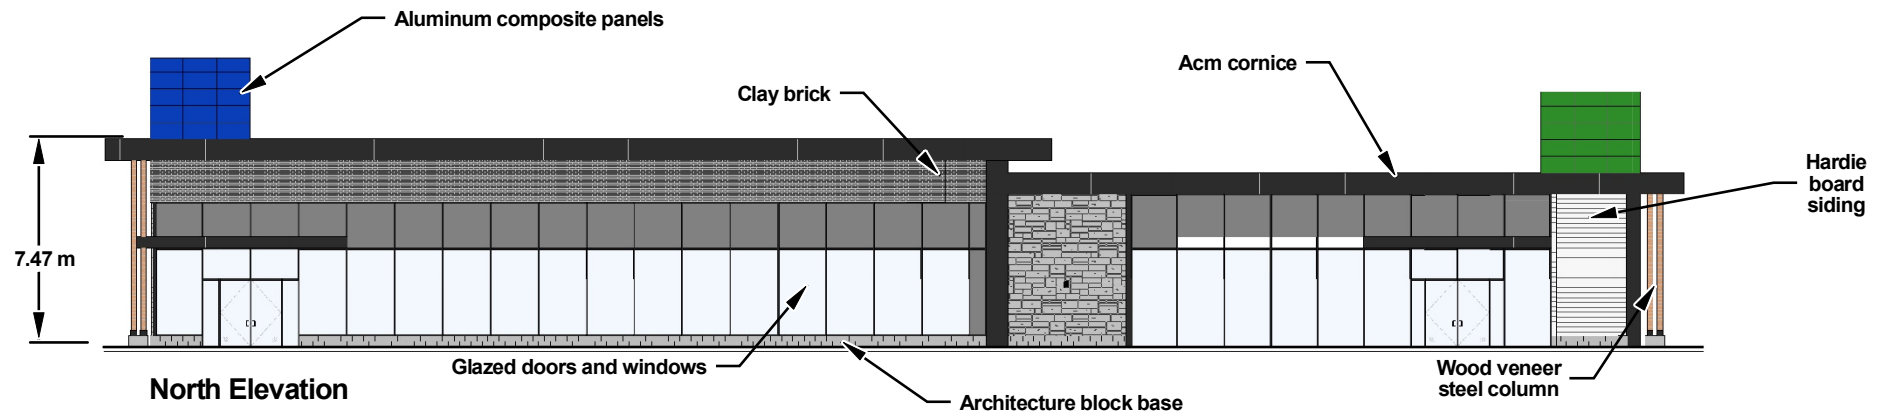 Aluminum composite panels
Clay brick
Acm cornice
Hardie
board
siding
7.47 m
Glazed doors and windows
Wood veneer
steel column
North Elevation
Architecture block base